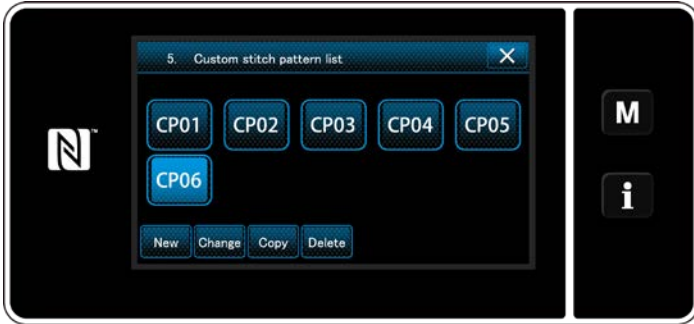 5. Custom stitch pattern list
CP01 CP02 CP03 CP04 CP05
CP06
New Change Copy Delete
M
i